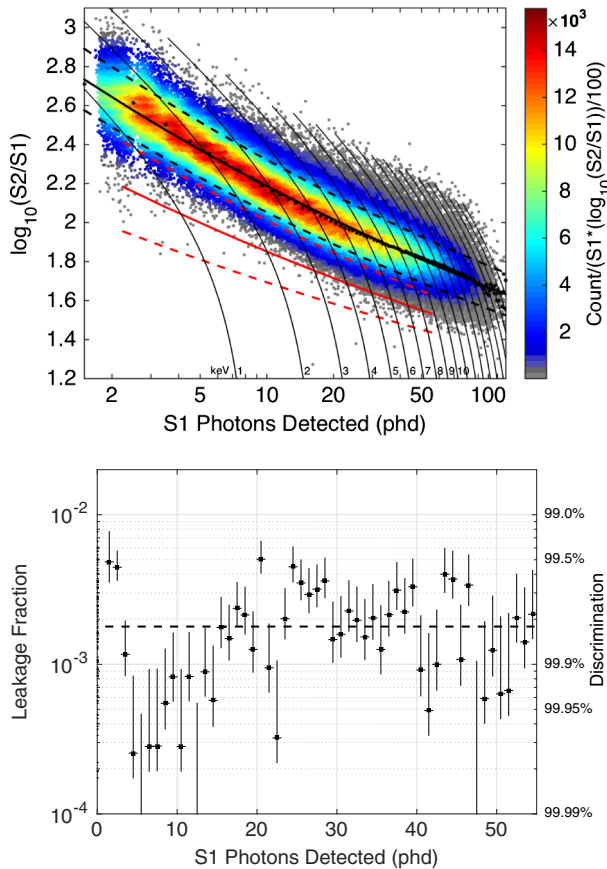 ×10³
3
2.8
2.6
2.4
2.2
2
1.8
1.6
1.4
1.2
log₁₀(S2/S1)
keV 1 2 3 4 5 6 7 8 9 10
2 5 10 20 50 100
S1 Photons Detected (phd)
14
12
10
8
6
4
2
Count/(S1*(log₁₀(S2/S1))/100)
10⁻²
10⁻³
10⁻⁴
Leakage Fraction
99.0%
99.5%
99.9%
99.95%
99.99%
Discrimination
0 10 20 30 40 50
S1 Photons Detected (phd)